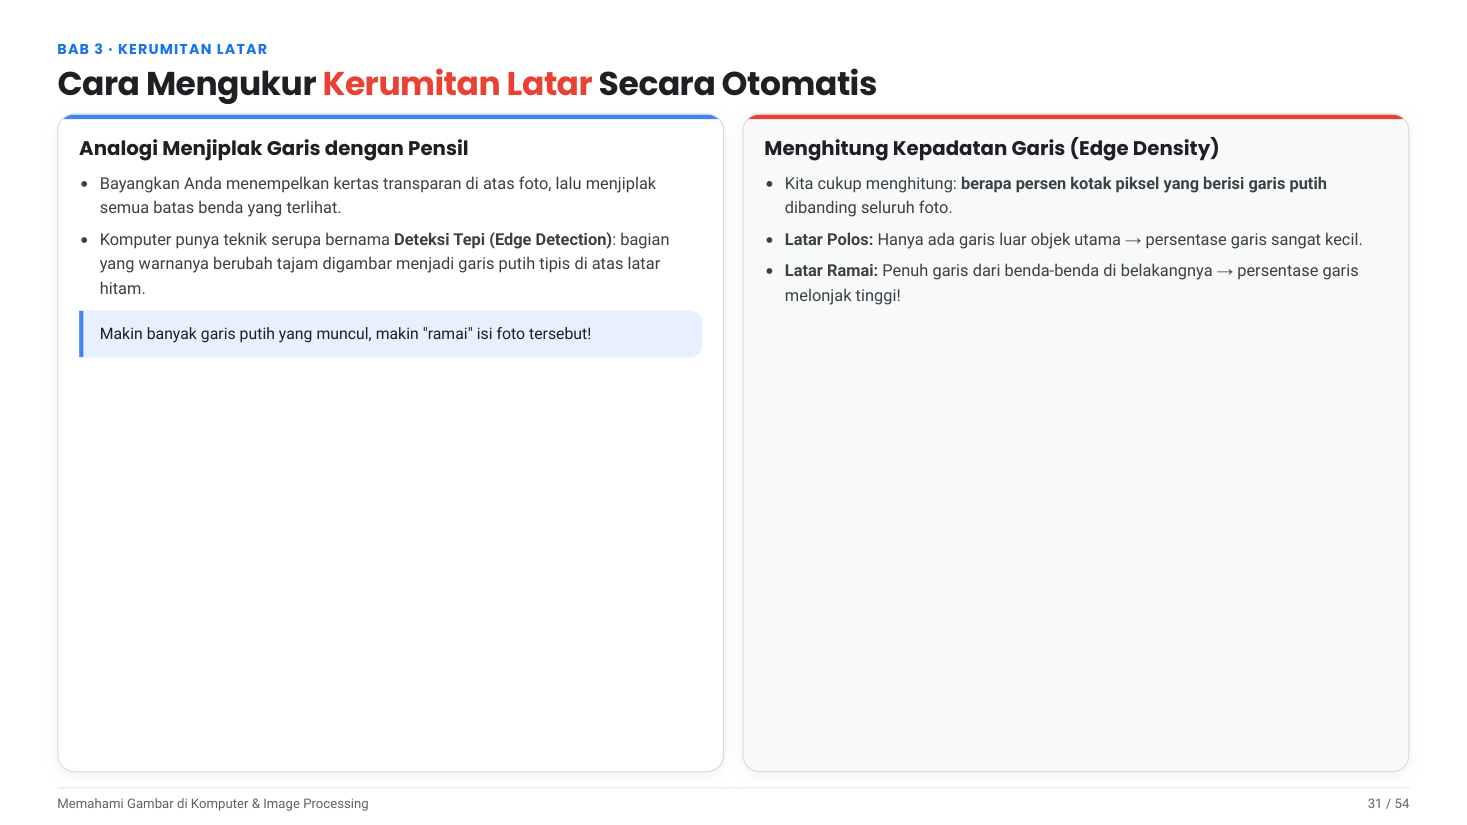 BAB 3 · KERUMITAN LATAR
Cara Mengukur Kerumitan Latar Secara Otomatis
Analogi Menjiplak Garis dengan Pensil
• Bayangkan Anda menempelkan kertas transparan di atas foto, lalu menjiplak
semua batas benda yang terlihat.
• Komputer punya teknik serupa bernama Deteksi Tepi (Edge Detection): bagian
yang warnanya berubah tajam digambar menjadi garis putih tipis di atas latar
hitam.
Makin banyak garis putih yang muncul, makin "ramai" isi foto tersebut!
Menghitung Kepadatan Garis (Edge Density)
• Kita cukup menghitung: berapa persen kotak piksel yang berisi garis putih
dibanding seluruh foto.
• Latar Polos: Hanya ada garis luar objek utama → persentase garis sangat kecil.
• Latar Ramai: Penuh garis dari benda-benda di belakangnya → persentase garis
melonjak tinggi!
Memahami Gambar di Komputer & Image Processing
31 / 54